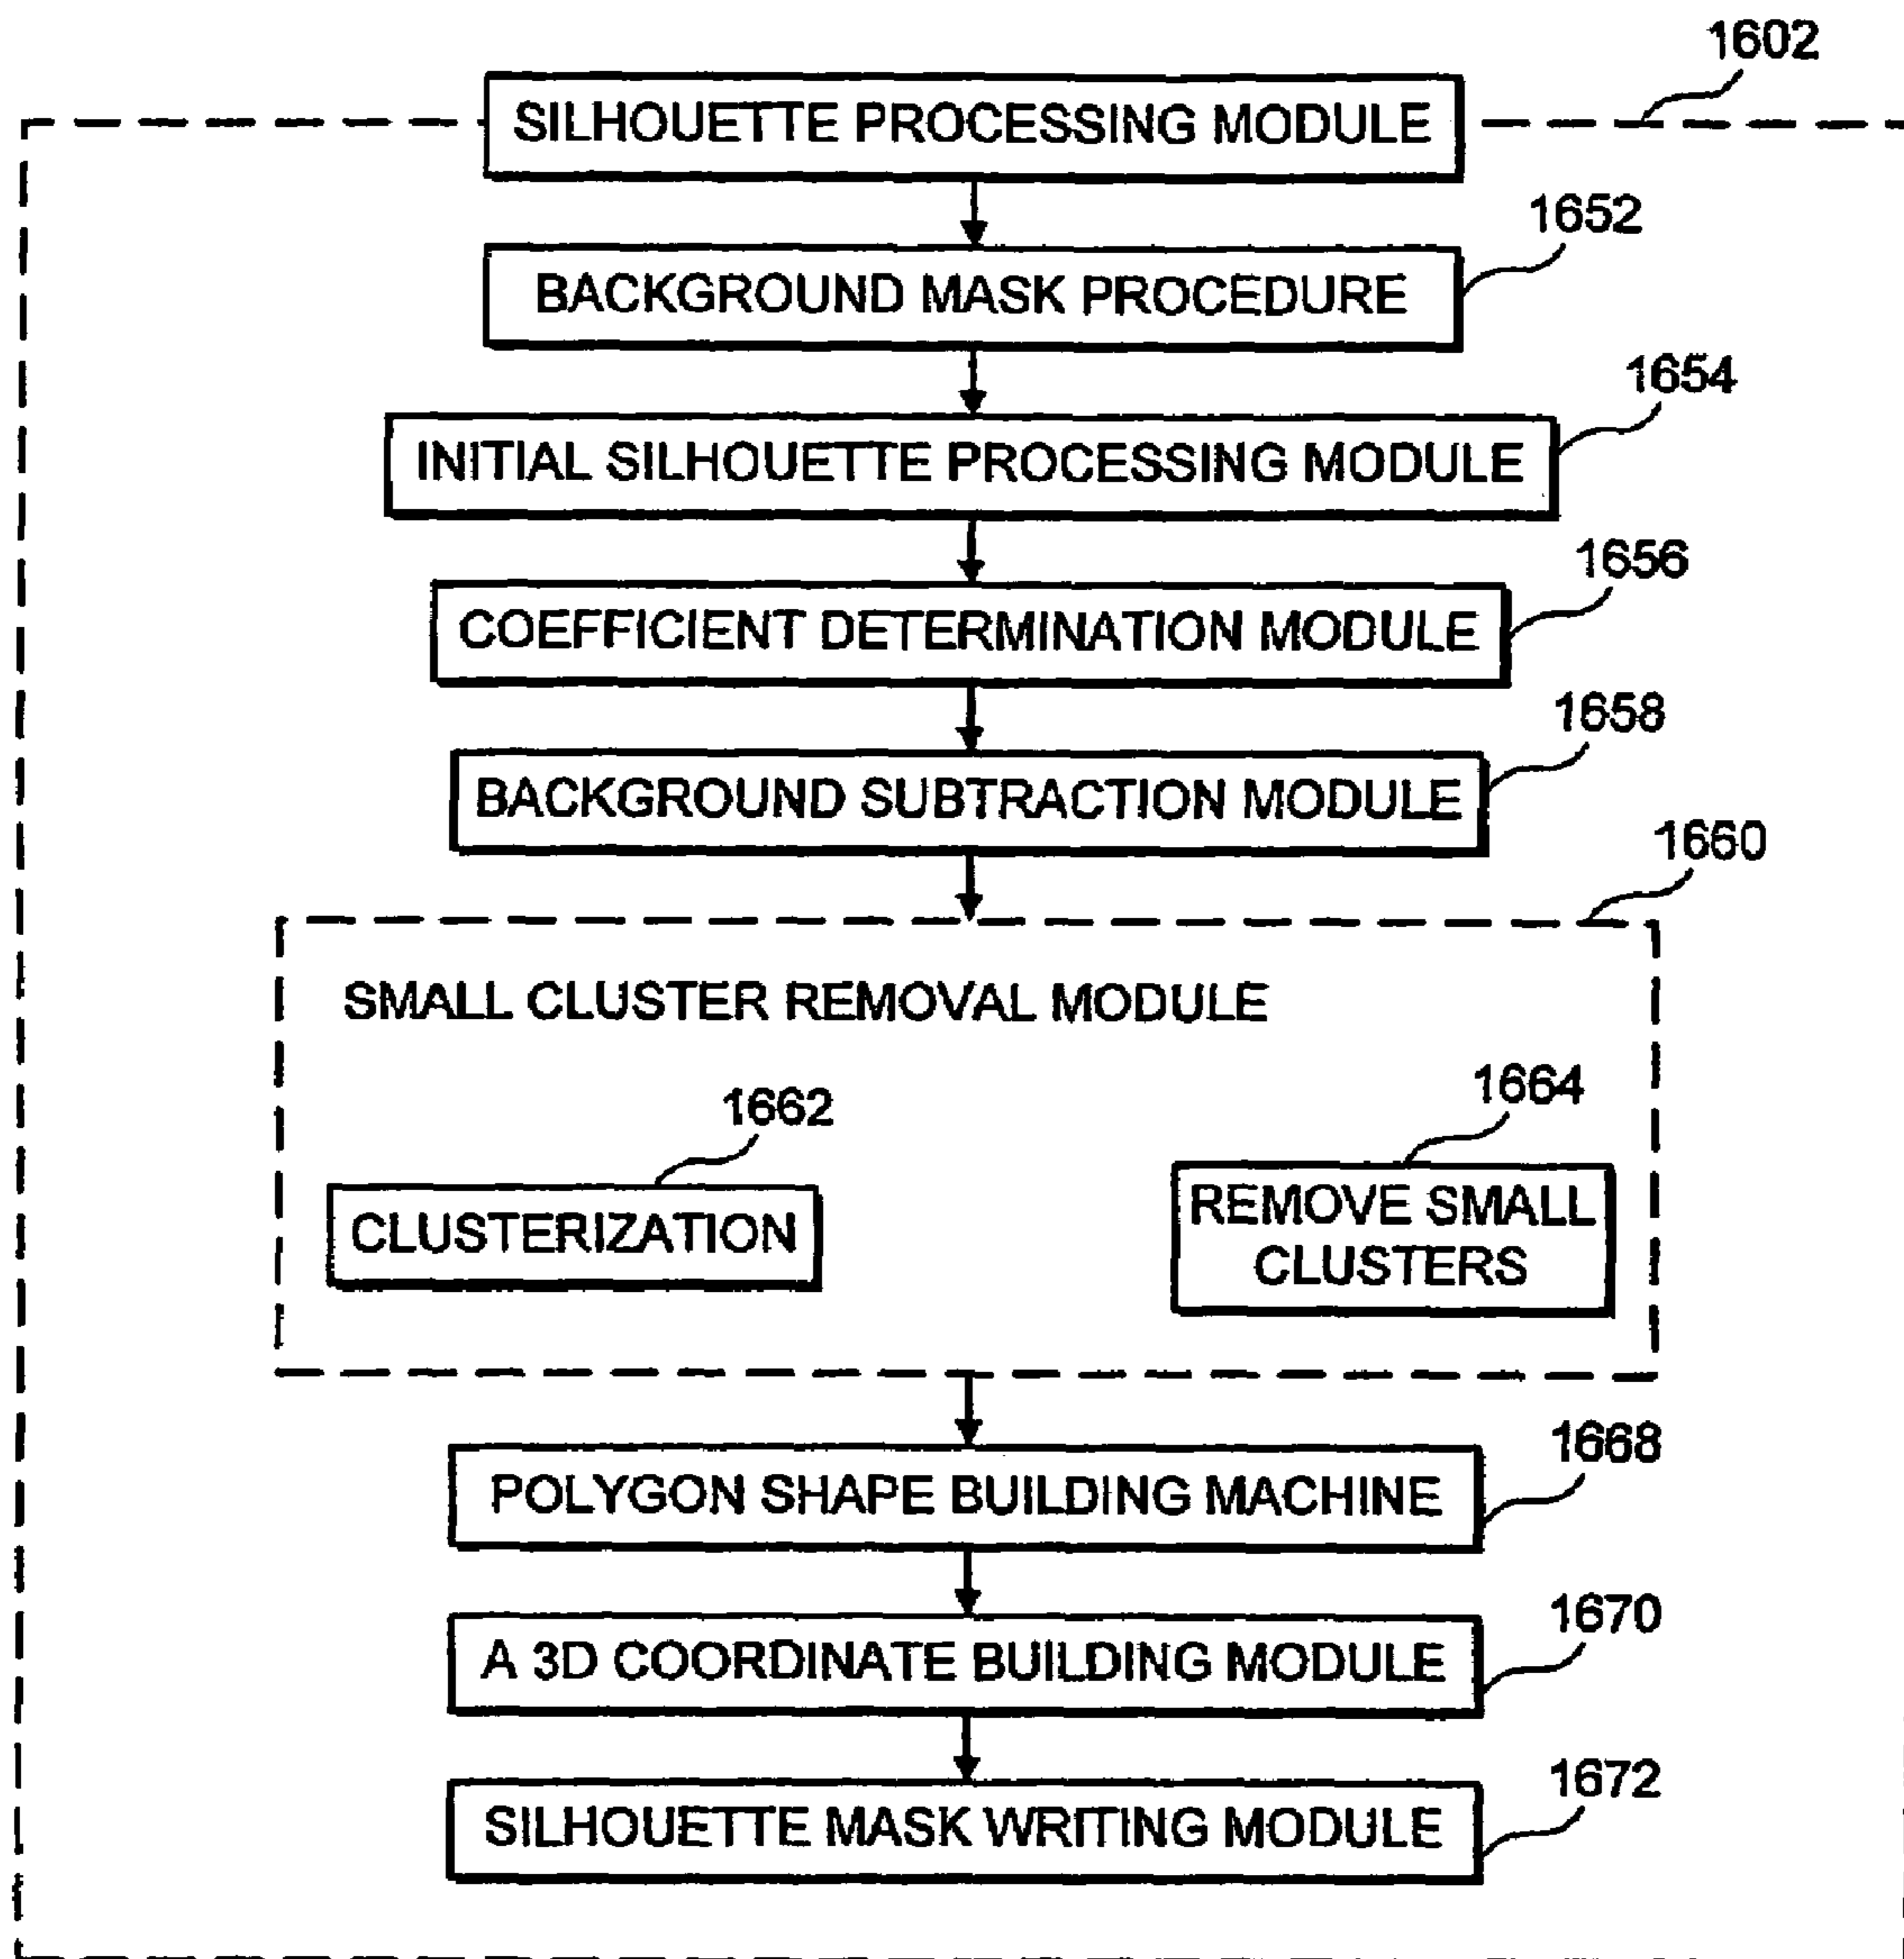 1602
SILHOUETTE PROCESSING MODULE
1652
BACKGROUND MASK PROCEDURE
1654
INITIAL SILHOUETTE PROCESSING MODULE
1656
COEFFICIENT DETERMINATION MODULE
1658
BACKGROUND SUBTRACTION MODULE
1660
SMALL CLUSTER REMOVAL MODULE
1662
CLUSTERIZATION
1664
REMOVE SMALL
CLUSTERS
1668
POLYGON SHAPE BUILDING MACHINE
1670
A 3D COORDINATE BUILDING MODULE
1672
SILHOUETTE MASK WRITING MODULE